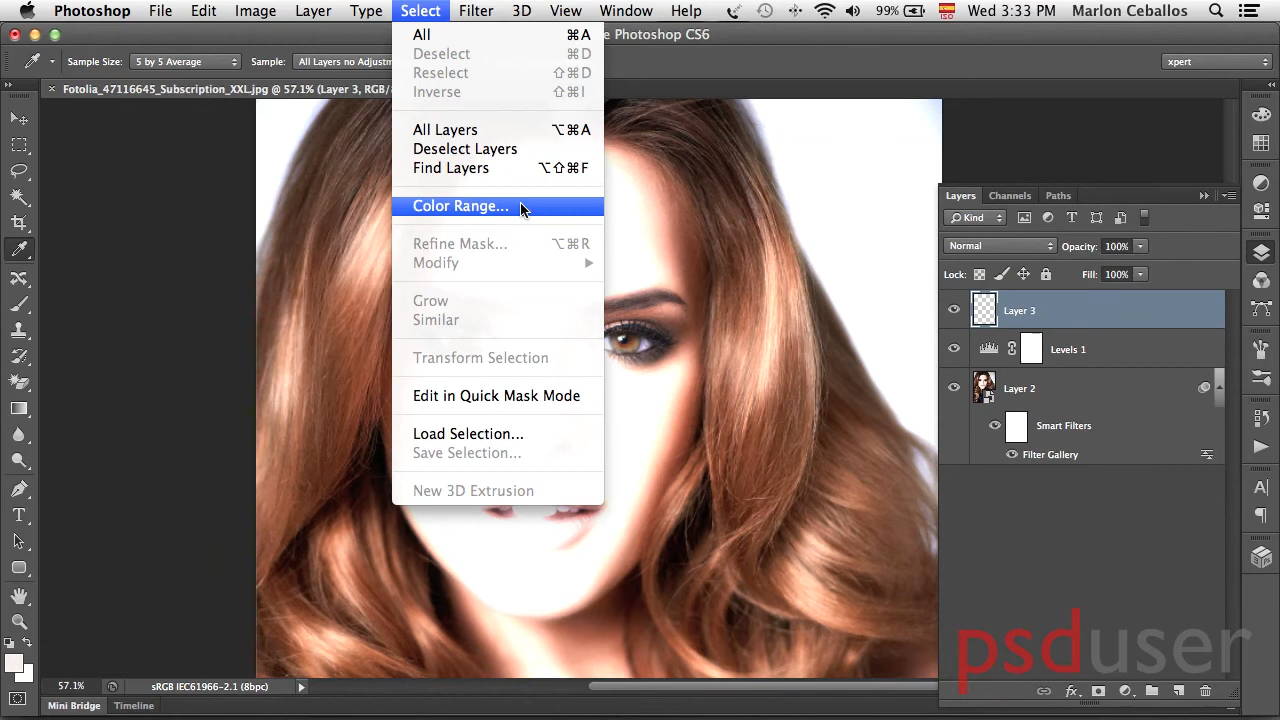 Photoshop File Edit Image Layer Type Select Filter 3D View Window Help 99% Wed 3:33 PM Marlon Ceballos
e Photoshop CS6
Sample Size: 5 by 5 Average Sample: All Layers no Adjustm xpert
Fotolia_47116645_Subscription_XXL.jpg @ 57.1% (Layer 3, RGB/
All ⌘A
Deselect ⌘D
Reselect ⇧⌘D
Inverse ⇧⌘I
All Layers ⌥⌘A
Deselect Layers
Find Layers ⌥⇧⌘F
Color Range...
Refine Mask... ⌥⌘R
Modify
Grow
Similar
Transform Selection
Edit in Quick Mask Mode
Load Selection...
Save Selection...
New 3D Extrusion
Layers Channels Paths
Kind
Normal Opacity: 100%
Lock: Fill: 100%
Layer 3
Levels 1
Layer 2
Smart Filters
Filter Gallery
psduser
57.1% sRGB IEC61966-2.1 (8bpc)
Mini Bridge Timeline